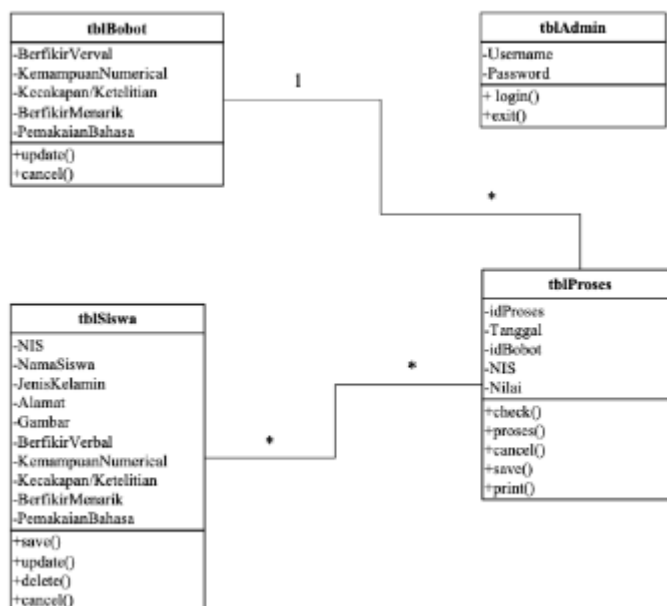 tblBobot
-BerfikirVerval
-KemampuanNumerical
-Kecakapan/Ketelitian
-BerfikirMenarik
-PemakaianBahasa
+update()
+cancel()
tblAdmin
-Username
-Password
+ login()
+exit()
1
*
tblProses
-idProses
-Tanggal
-idBobot
-NIS
-Nilai
+check()
+proses()
+cancel()
+save()
+print()
tblSiswa
-NIS
-NamaSiswa
-JenisKelamin
-Alamat
-Gambar
-BerfikirVerbal
-KemampuanNumerical
-Kecakapan/Ketelitian
-BerfikirMenarik
-PemakaianBahasa
+save()
+update()
+delete()
+cancel()
*
*